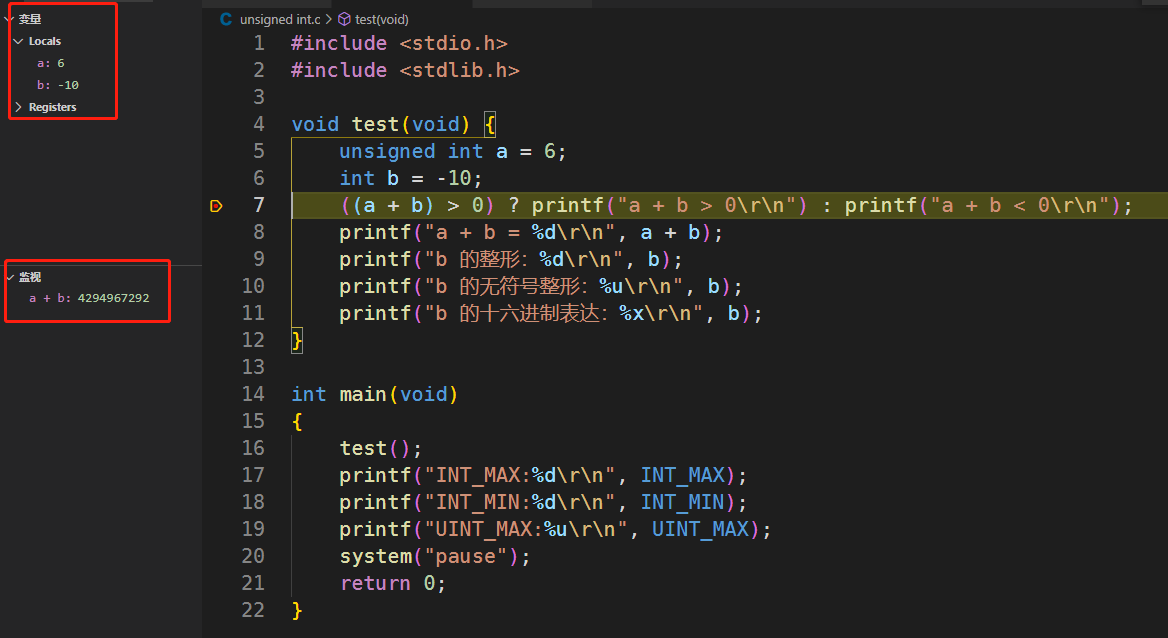 变量
Locals
a: 6
b: -10
Registers
监视
a + b: 4294967292
C unsigned int.c > test(void)
1 #include <stdio.h>
2 #include <stdlib.h>
3
4 void test(void) {
5     unsigned int a = 6;
6     int b = -10;
7     ((a + b) > 0) ? printf("a + b > 0\r\n") : printf("a + b < 0\r\n");
8     printf("a + b = %d\r\n", a + b);
9     printf("b 的整形: %d\r\n", b);
10     printf("b 的无符号整形: %u\r\n", b);
11     printf("b 的十六进制表达: %x\r\n", b);
12 }
13
14 int main(void)
15 {
16     test();
17     printf("INT_MAX:%d\r\n", INT_MAX);
18     printf("INT_MIN:%d\r\n", INT_MIN);
19     printf("UINT_MAX:%u\r\n", UINT_MAX);
20     system("pause");
21     return 0;
22 }